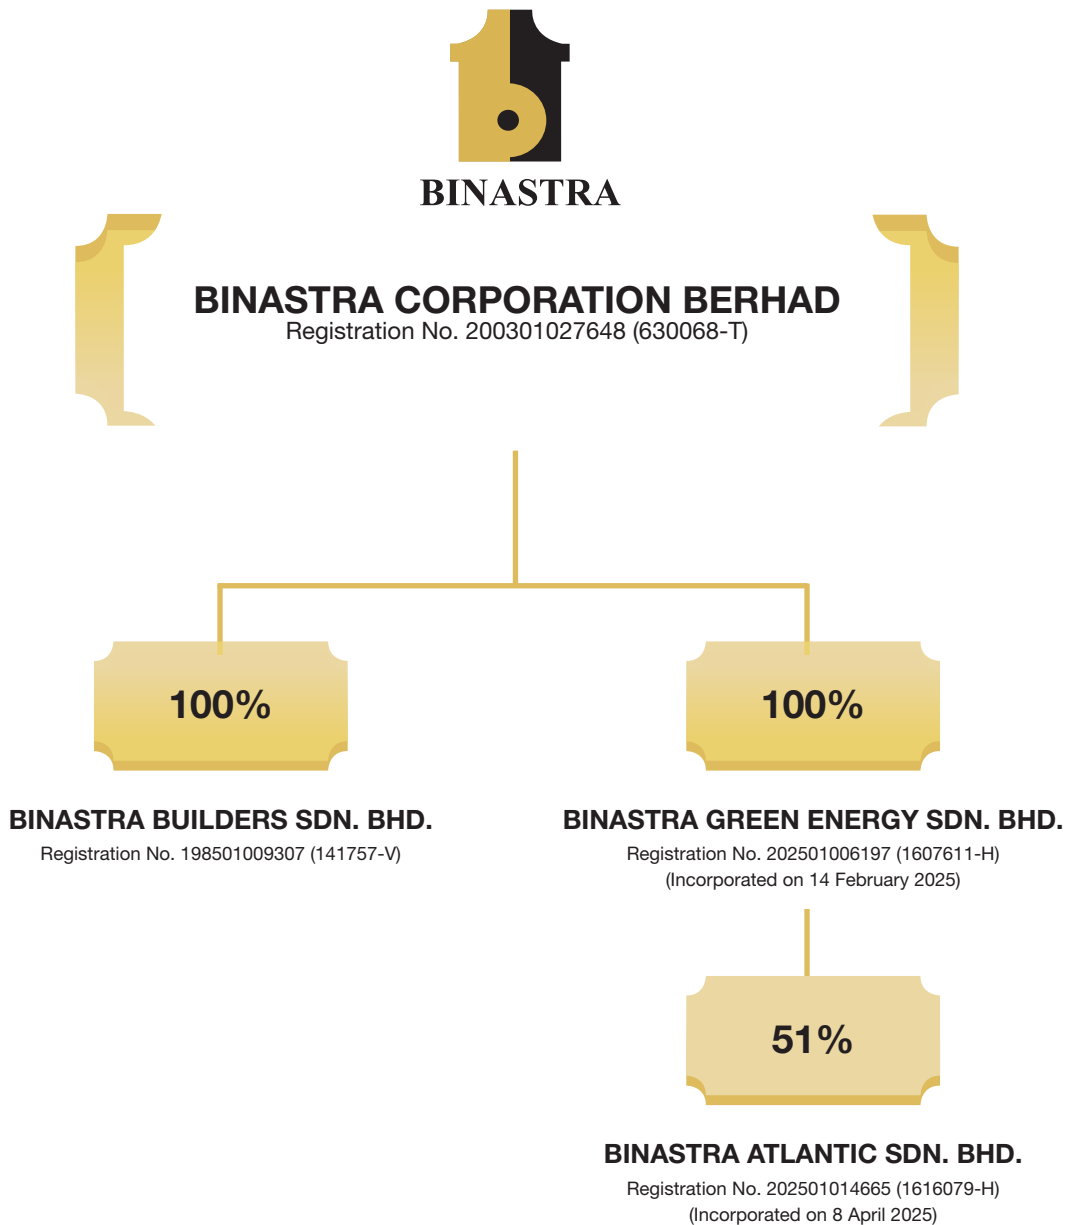 BINASTRA
BINASTRA CORPORATION BERHAD
Registration No. 200301027648 (630068-T)
100%
BINASTRA BUILDERS SDN. BHD.
Registration No. 198501009307 (141757-V)
100%
BINASTRA GREEN ENERGY SDN. BHD.
Registration No. 202501006197 (1607611-H)
(Incorporated on 14 February 2025)
51%
BINASTRA ATLANTIC SDN. BHD.
Registration No. 202501014665 (1616079-H)
(Incorporated on 8 April 2025)